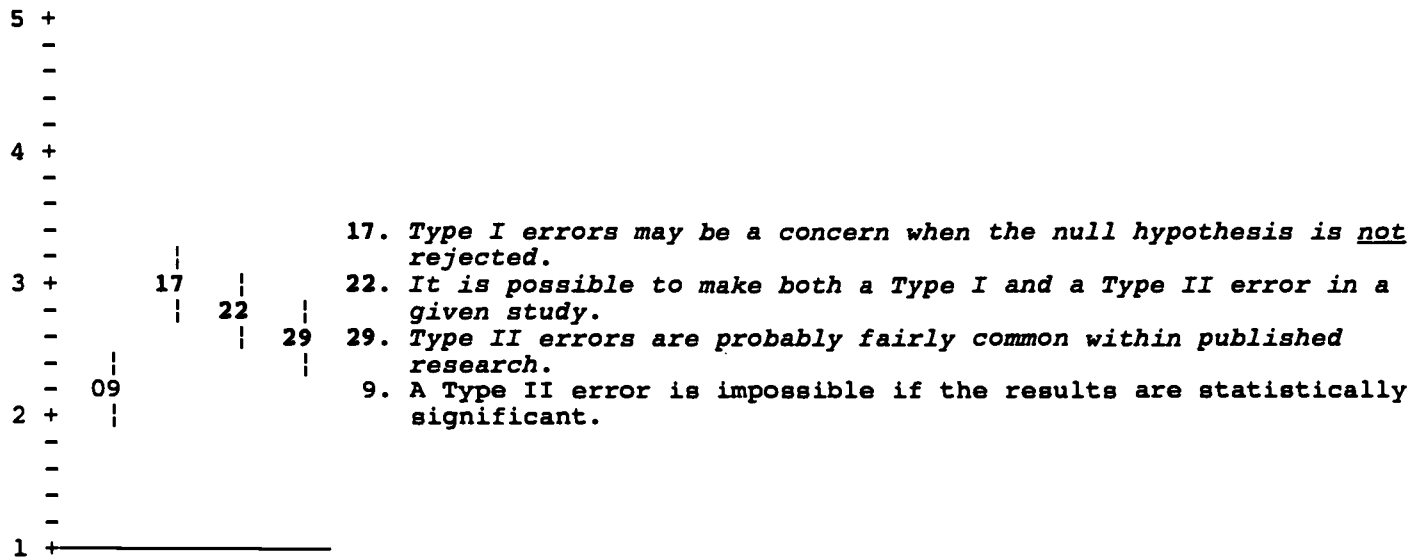 5 +
-
-
-
-
4 +
-
-
- 17. Type I errors may be a concern when the null hypothesis is not
- ¦ rejected.
3 + 17 ¦ 22. It is possible to make both a Type I and a Type II error in a
- ¦ 22 ¦ given study.
- ¦ 29 29. Type II errors are probably fairly common within published
- ¦ ¦ research.
- 09 9. A Type II error is impossible if the results are statistically
2 + ¦ significant.
-
-
-
-
1 +